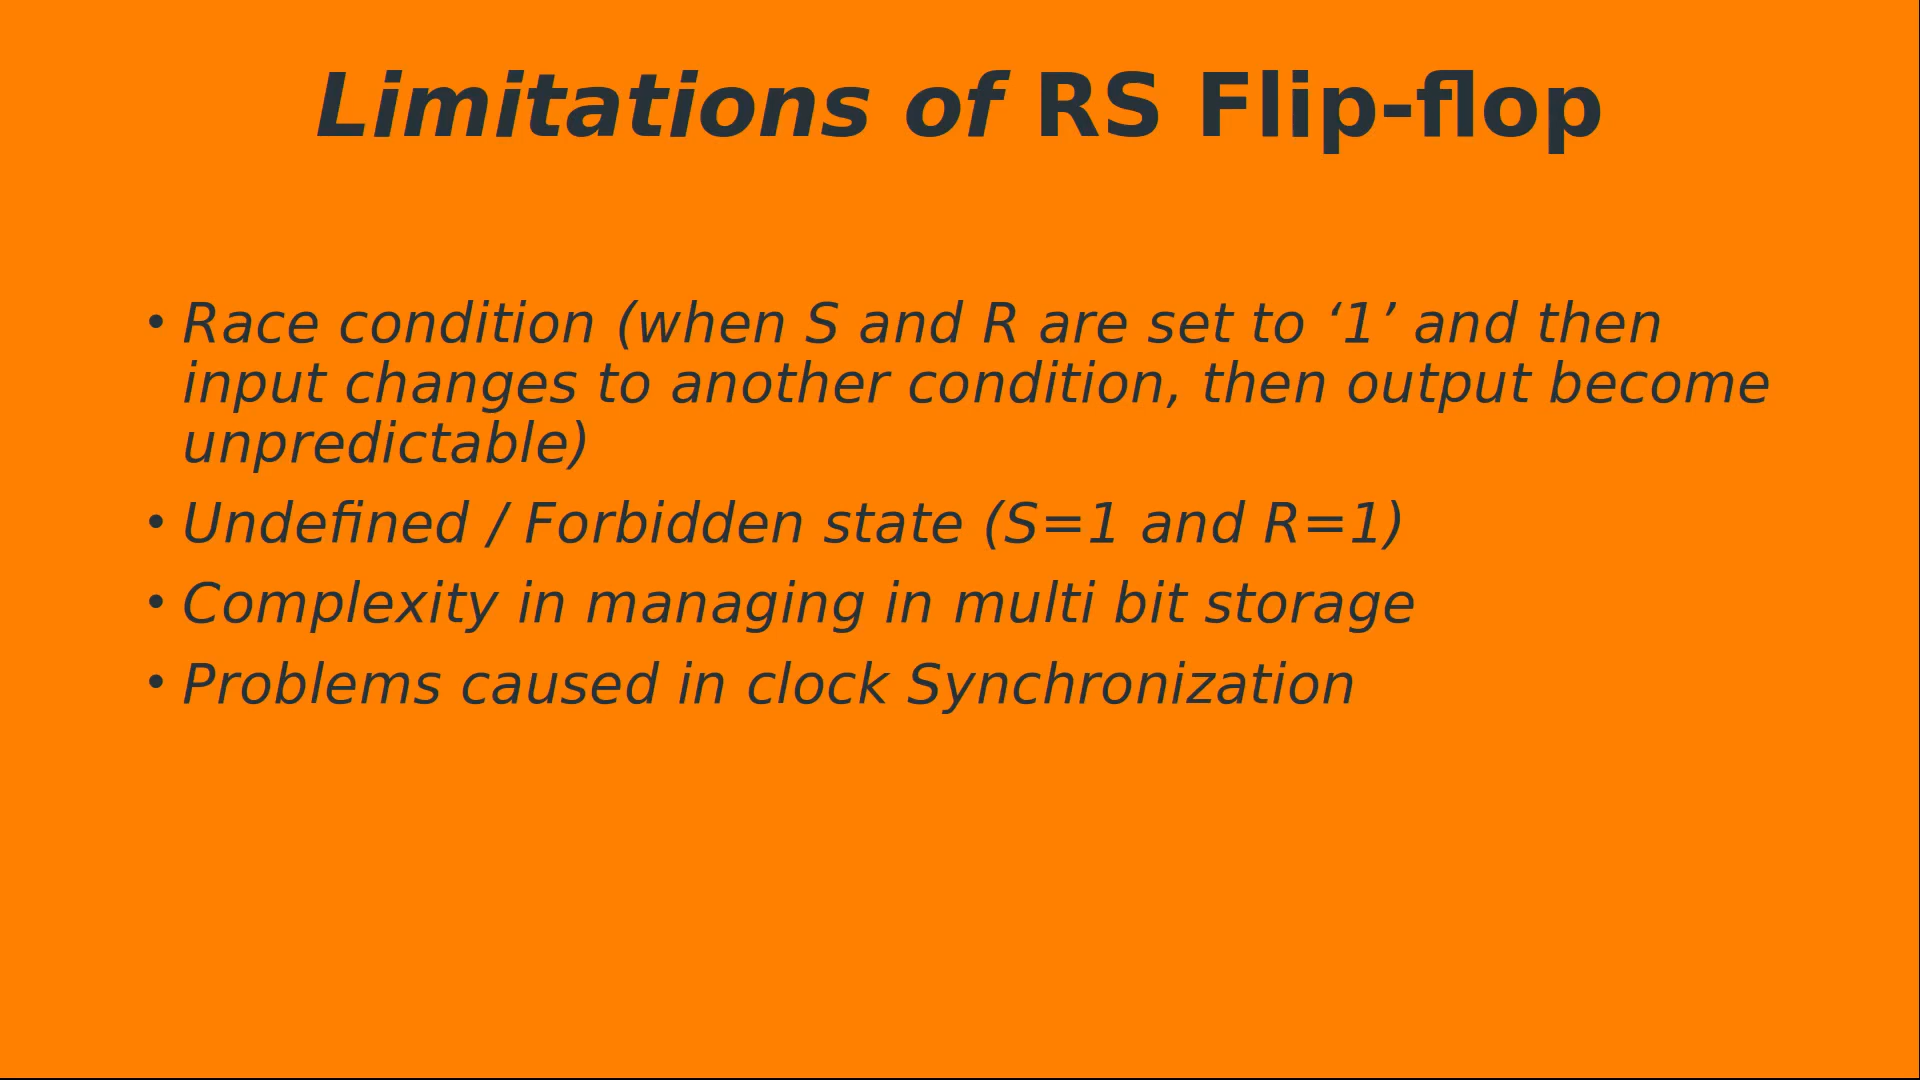 Limitations of RS Flip-flop
• Race condition (when S and R are set to ‘1’ and then
input changes to another condition, then output become
unpredictable)
• Undefined / Forbidden state (S=1 and R=1)
• Complexity in managing in multi bit storage
• Problems caused in clock Synchronization